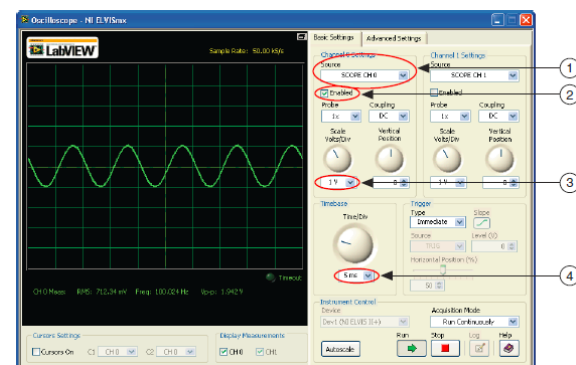 Oscilloscope - NI ELVISmx
LabVIEW
Sample Rate: 50.00 kS/s
Basic Settings
Advanced Settings
Channel 0 Settings
Channel 1 Settings
Source
Source
SCOPE CH 0
SCOPE CH 1
1
Enabled
Enabled
2
Probe
Coupling
Probe
Coupling
1x
DC
1x
DC
Scale
Volts/Div
Vertical
Position
Scale
Volts/Div
Vertical
Position
1 V
0
1 V
0
3
Timebase
Time/Div
5 ms
4
Trigger
Type
Slope
Immediate
Source
Level (V)
TRIG
0
Horizontal Position (%)
50
Timeout
CH 0 Meas:
RMS: 712.34 mV
Freq: 100.024 Hz
Vp-p: 1.942 V
Instrument Control
Device
Acquisition Mode
Dev1 (NI ELVIS II+)
Run Continuously
Run
Stop
Log
Help
Autoscale
Cursors Settings
Display Measurements
Cursors On
C1
CH 0
C2
CH 0
CH0
CH1